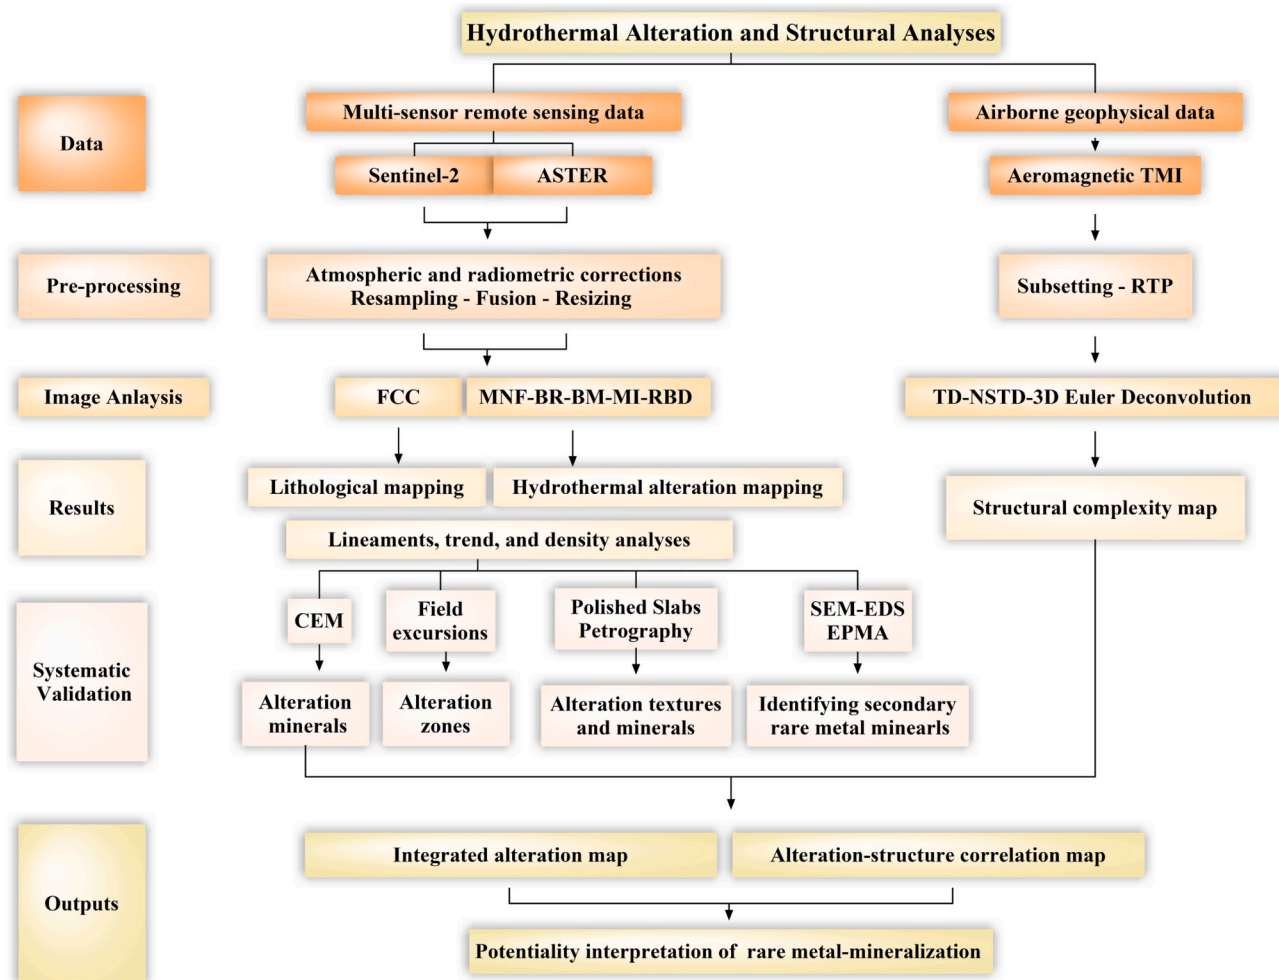 Hydrothermal Alteration and Structural Analyses
Data
Multi-sensor remote sensing data
Airborne geophysical data
Sentinel-2
ASTER
Aeromagnetic TMI
Pre-processing
Atmospheric and radiometric corrections
Resampling - Fusion - Resizing
Subsetting - RTP
Image Anlaysis
FCC
MNF-BR-BM-MI-RBD
TD-NSTD-3D Euler Deconvolution
Results
Lithological mapping
Hydrothermal alteration mapping
Structural complexity map
Lineaments, trend, and density analyses
Systematic
Validation
CEM
Field
excursions
Polished Slabs
Petrography
SEM-EDS
EPMA
Alteration
minerals
Alteration
zones
Alteration textures
and minerals
Identifying secondary
rare metal minearls
Outputs
Integrated alteration map
Alteration-structure correlation map
Potentiality interpretation of rare metal-mineralization